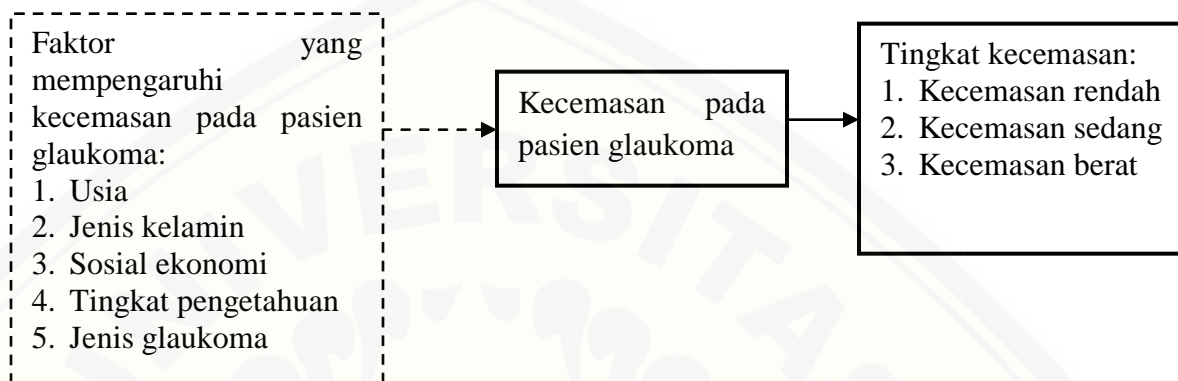 Faktor yang
mempengaruhi
kecemasan pada pasien
glaukoma:
1. Usia
2. Jenis kelamin
3. Sosial ekonomi
4. Tingkat pengetahuan
5. Jenis glaukoma
Kecemasan pada
pasien glaukoma
Tingkat kecemasan:
1. Kecemasan rendah
2. Kecemasan sedang
3. Kecemasan berat
UNIVERSITA